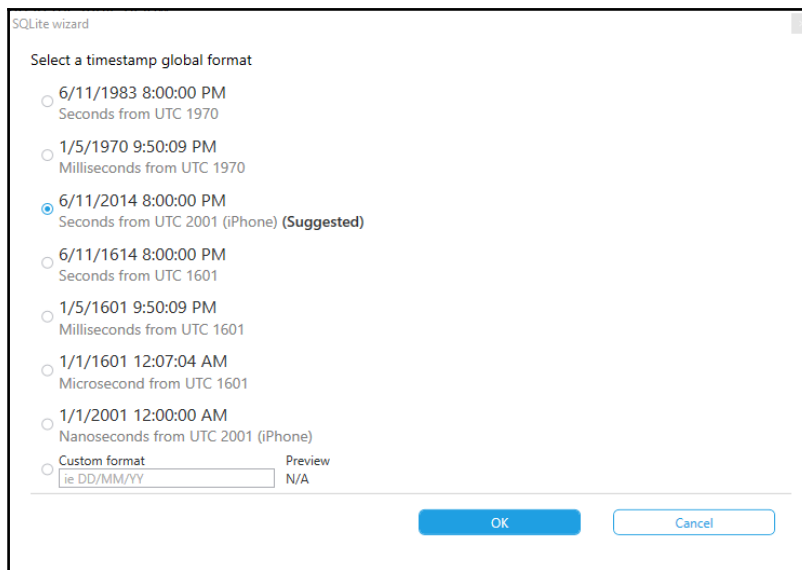 SQLite wizard
Select a timestamp global format
6/11/1983 8:00:00 PM
Seconds from UTC 1970
1/5/1970 9:50:09 PM
Milliseconds from UTC 1970
6/11/2014 8:00:00 PM
Seconds from UTC 2001 (iPhone) (Suggested)
6/11/1614 8:00:00 PM
Seconds from UTC 1601
1/5/1601 9:50:09 PM
Milliseconds from UTC 1601
1/1/1601 12:07:04 AM
Microsecond from UTC 1601
1/1/2001 12:00:00 AM
Nanoseconds from UTC 2001 (iPhone)
Custom format Preview
ie DD/MM/YY N/A
OK Cancel